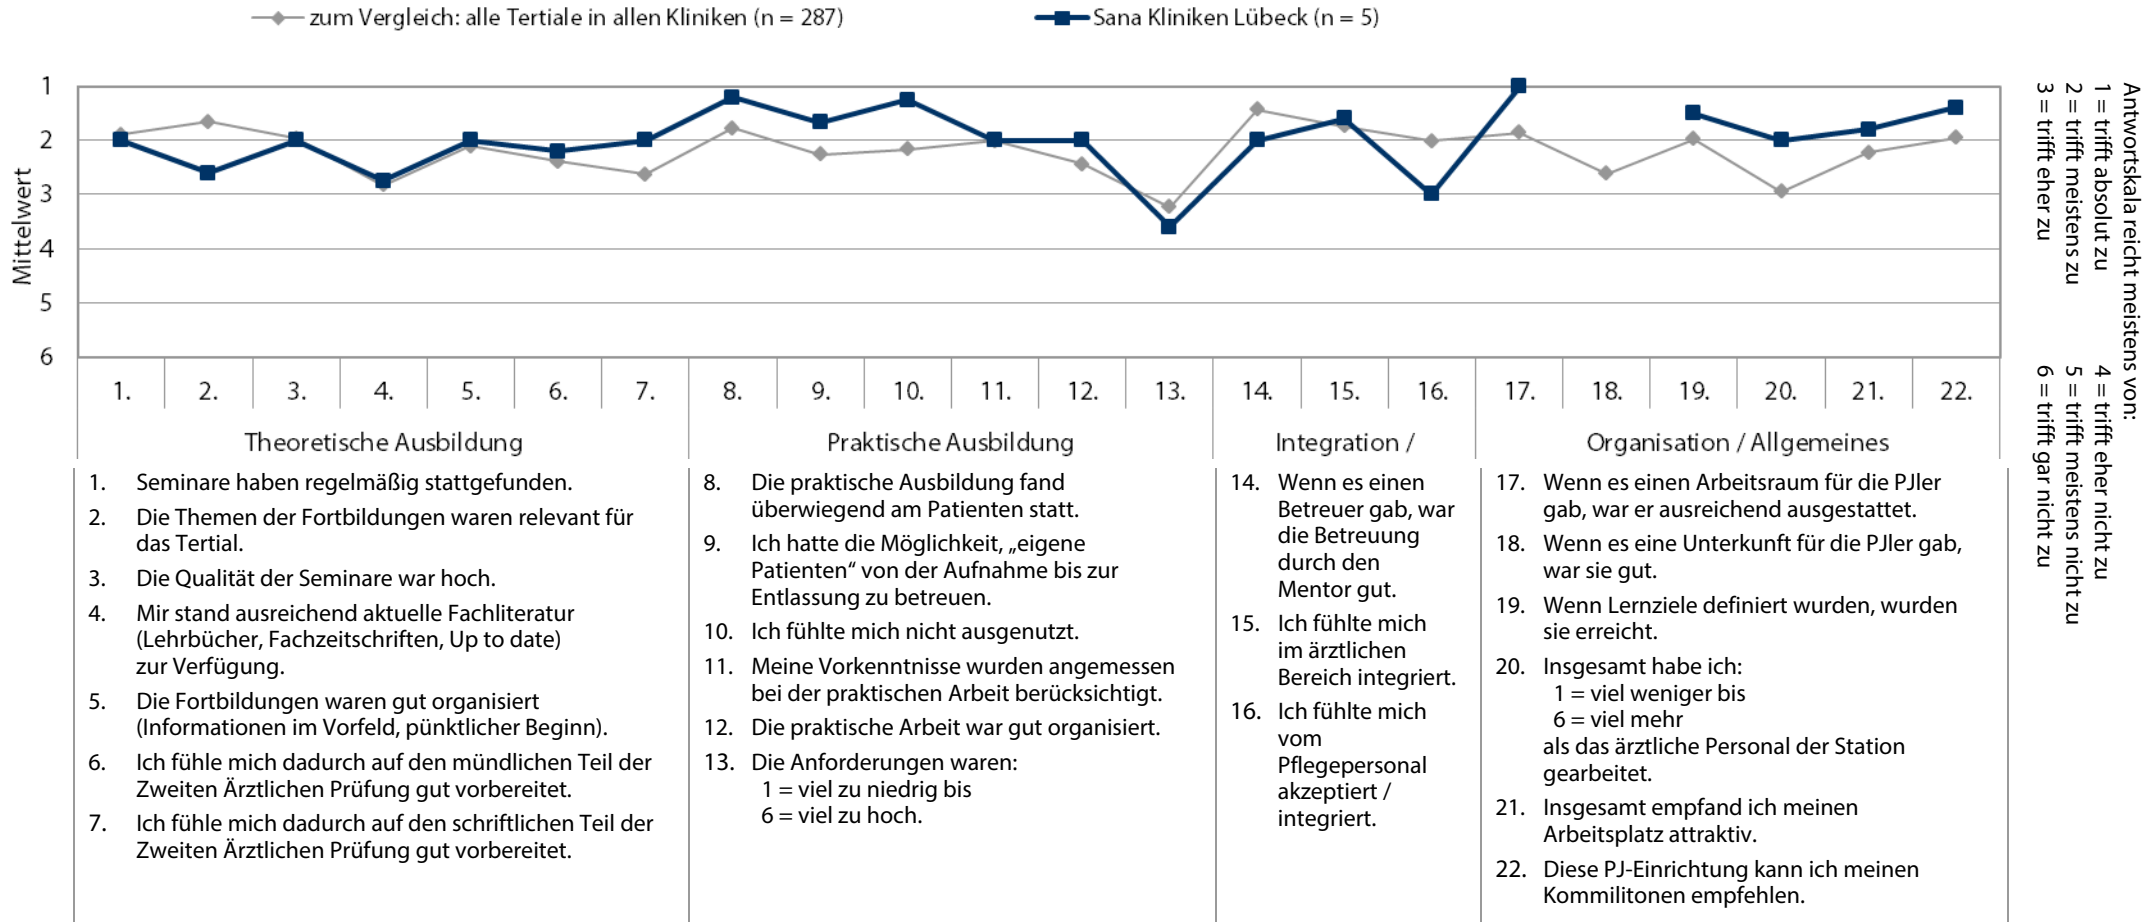 zum Vergleich: alle Tertiale in allen Kliniken (n = 287)
Sana Kliniken Lübeck (n = 5)
Mittelwert
1
2
3
4
5
6
1.
2.
3.
4.
5.
6.
7.
8.
9.
10.
11.
12.
13.
14.
15.
16.
17.
18.
19.
20.
21.
22.
Theoretische Ausbildung
Praktische Ausbildung
Integration /
Organisation / Allgemeines
1. Seminare haben regelmäßig stattgefunden.
2. Die Themen der Fortbildungen waren relevant für
das Tertial.
3. Die Qualität der Seminare war hoch.
4. Mir stand ausreichend aktuelle Fachliteratur
(Lehrbücher, Fachzeitschriften, Up to date)
zur Verfügung.
5. Die Fortbildungen waren gut organisiert
(Informationen im Vorfeld, pünktlicher Beginn).
6. Ich fühle mich dadurch auf den mündlichen Teil der
Zweiten Ärztlichen Prüfung gut vorbereitet.
7. Ich fühle mich dadurch auf den schriftlichen Teil der
Zweiten Ärztlichen Prüfung gut vorbereitet.
8. Die praktische Ausbildung fand
überwiegend am Patienten statt.
9. Ich hatte die Möglichkeit, „eigene
Patienten“ von der Aufnahme bis zur
Entlassung zu betreuen.
10. Ich fühlte mich nicht ausgenutzt.
11. Meine Vorkenntnisse wurden angemessen
bei der praktischen Arbeit berücksichtigt.
12. Die praktische Arbeit war gut organisiert.
13. Die Anforderungen waren:
1 = viel zu niedrig bis
6 = viel zu hoch.
14. Wenn es einen
Betreuer gab, war
die Betreuung
durch den
Mentor gut.
15. Ich fühlte mich
im ärztlichen
Bereich integriert.
16. Ich fühlte mich
vom
Pflegepersonal
akzeptiert /
integriert.
17. Wenn es einen Arbeitsraum für die PJler
gab, war er ausreichend ausgestattet.
18. Wenn es eine Unterkunft für die PJler gab,
war sie gut.
19. Wenn Lernziele definiert wurden, wurden
sie erreicht.
20. Insgesamt habe ich:
1 = viel weniger bis
6 = viel mehr
als das ärztliche Personal der Station
gearbeitet.
21. Insgesamt empfand ich meinen
Arbeitsplatz attraktiv.
22. Diese PJ-Einrichtung kann ich meinen
Kommilitonen empfehlen.
Antwortskala reicht meistens von:
1 = trifft absolut zu
2 = trifft meistens zu
3 = trifft eher zu
4 = trifft eher nicht zu
5 = trifft meistens nicht zu
6 = trifft gar nicht zu